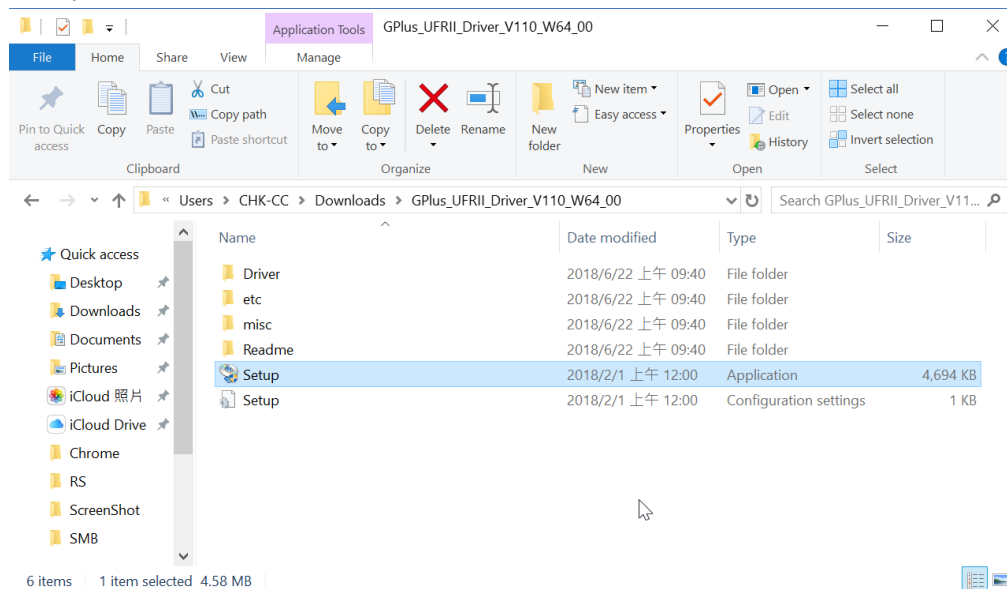 Application Tools GPlus_UFRII_Driver_V110_W64_00
File Home Share View Manage
Pin to Quick access
Copy
Paste
Cut
Copy path
Paste shortcut
Clipboard
Move to
Copy to
Delete
Rename
Organize
New folder
New item
Easy access
New
Properties
Open
Edit
History
Open
Select all
Select none
Invert selection
Select
« Users > CHK-CC > Downloads > GPlus_UFRII_Driver_V110_W64_00
Search GPlus_UFRII_Driver_V11...
Quick access
Desktop
Downloads
Documents
Pictures
iCloud 照片
iCloud Drive
Chrome
RS
ScreenShot
SMB
Name Date modified Type Size
Driver 2018/6/22 上午 09:40 File folder
etc 2018/6/22 上午 09:40 File folder
misc 2018/6/22 上午 09:40 File folder
Readme 2018/6/22 上午 09:40 File folder
Setup 2018/2/1 上午 12:00 Application 4,694 KB
Setup 2018/2/1 上午 12:00 Configuration settings 1 KB
6 items 1 item selected 4.58 MB